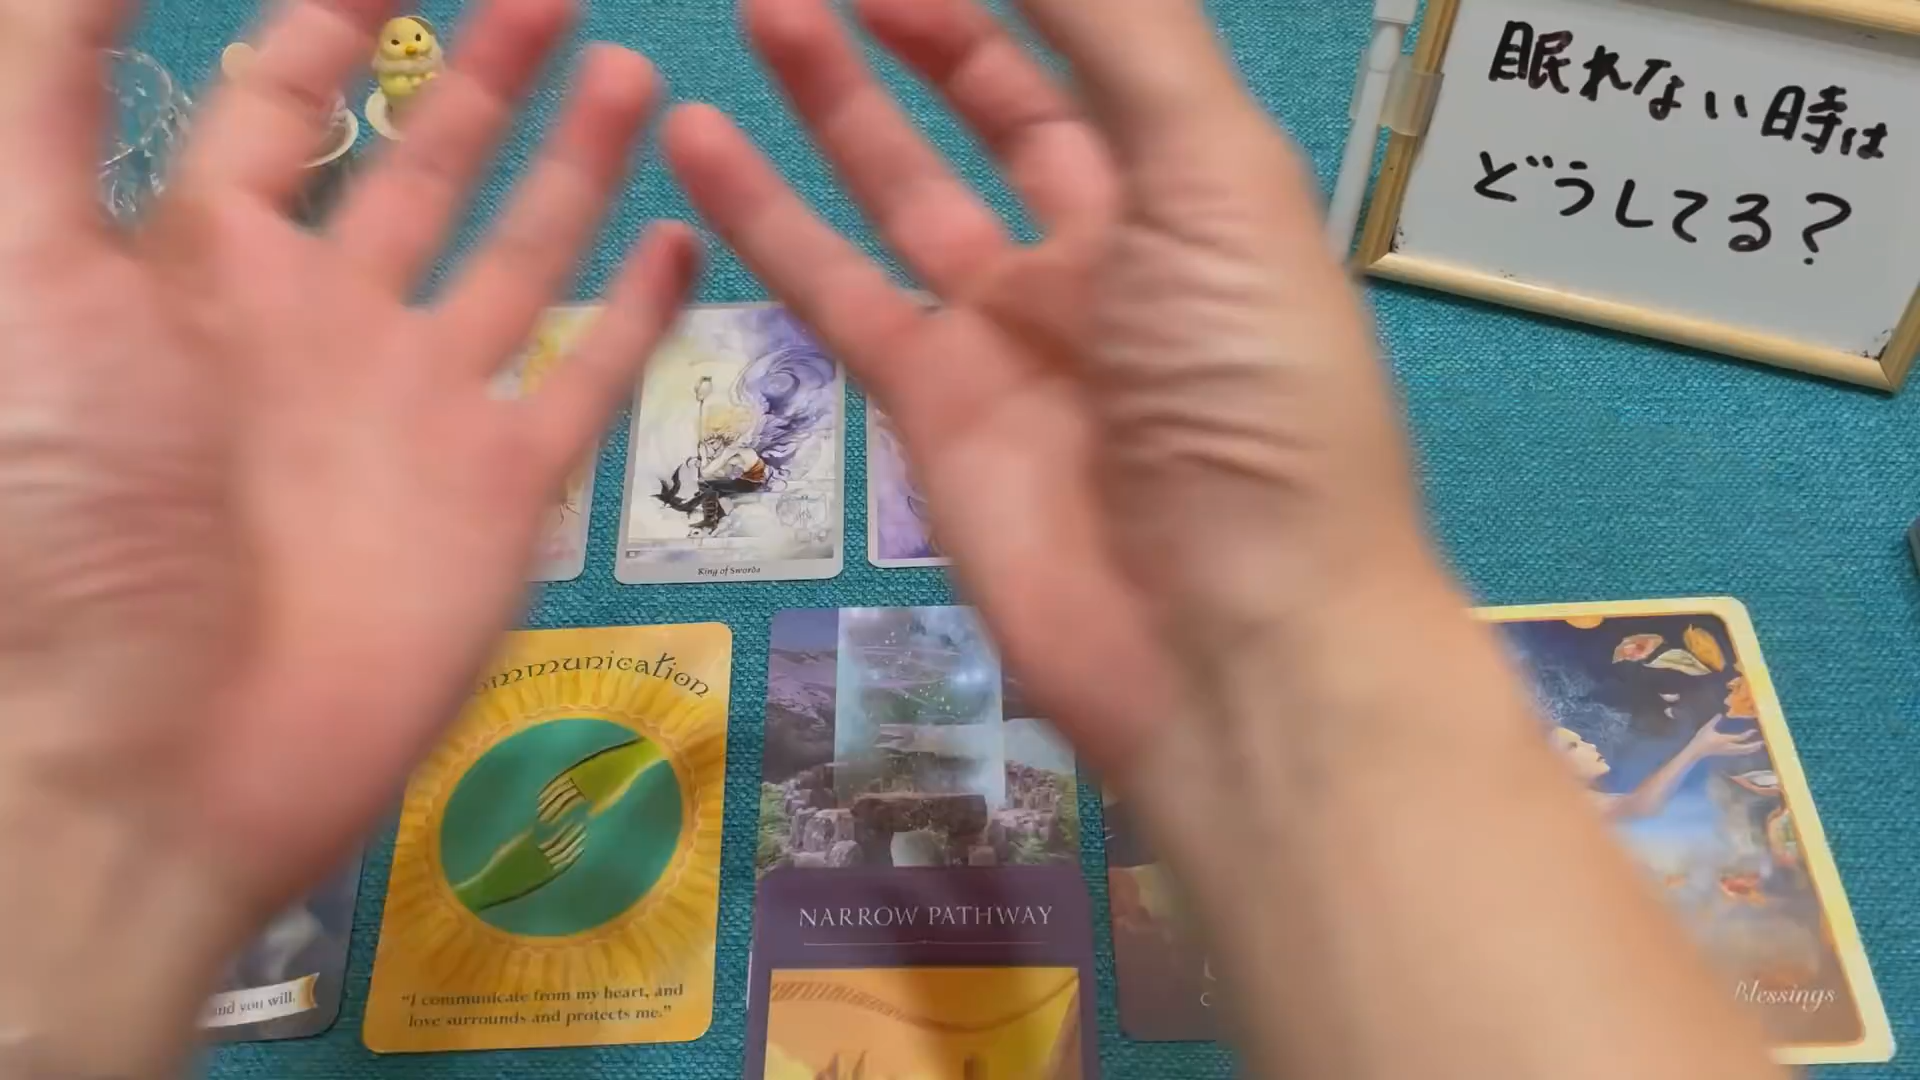 眠れない時は
どうしてる?
King of Swords
mmunication
"I communicate from my heart, and
love surrounds and protects me."
NARROW PATHWAY
and you will.
Blessings